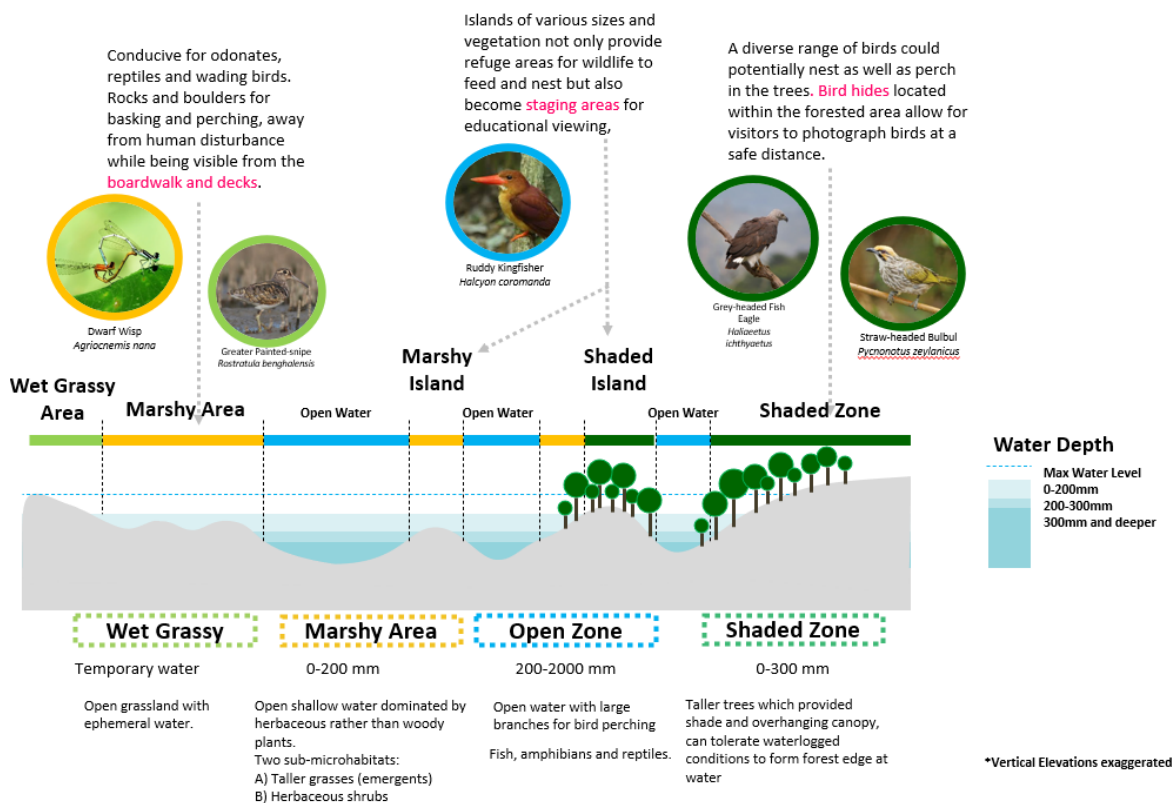 Conducive for odonates,
reptiles and wading birds.
Rocks and boulders for
basking and perching, away
from human disturbance
while being visible from the
boardwalk and decks.
Islands of various sizes and
vegetation not only provide
refuge areas for wildlife to
feed and nest but also
become staging areas for
educational viewing,
A diverse range of birds could
potentially nest as well as perch
in the trees. Bird hides located
within the forested area allow for
visitors to photograph birds at a
safe distance.
Dwarf Wisp
Agriocnemis nana
Greater Painted-snipe
Rostratula benghalensis
Ruddy Kingfisher
Halcyon coromanda
Grey-headed Fish
Eagle
Haliaeetus
ichthyaetus
Straw-headed Bulbul
Pycnonotus zeylanicus
Wet Grassy
Area
Marshy Area
Open Water
Marshy
Island
Open Water
Shaded
Island
Open Water
Shaded Zone
Water Depth
Max Water Level
0-200mm
200-300mm
300mm and deeper
Wet Grassy
Temporary water
Open grassland with
ephemeral water.
Marshy Area
0-200 mm
Open shallow water dominated by
herbaceous rather than woody
plants.
Two sub-microhabitats:
A) Taller grasses (emergents)
B) Herbaceous shrubs
Open Zone
200-2000 mm
Open water with large
branches for bird perching
Fish, amphibians and reptiles.
Shaded Zone
0-300 mm
Taller trees which provided
shade and overhanging canopy,
can tolerate waterlogged
conditions to form forest edge at
water
*Vertical Elevations exaggerated